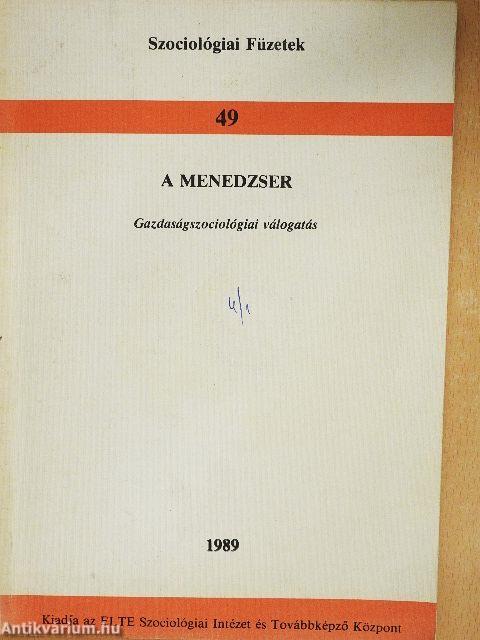 Szociológiai Füzetek
49
A MENEDZSER
Gazdaságszociológiai válogatás
1989
Kiadja az ELTE Szociológiai Intézet és Továbbképző Központ
Antikvarium.hu